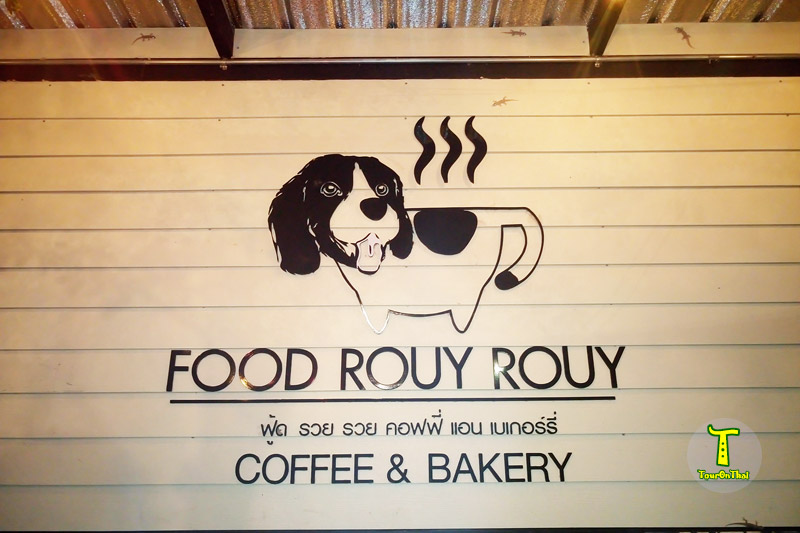 FOOD ROUY ROUY
ฟู้ด รวย รวย คอฟฟี่ แอน เบเกอร์รี่
COFFEE & BAKERY
T
TourOnThai